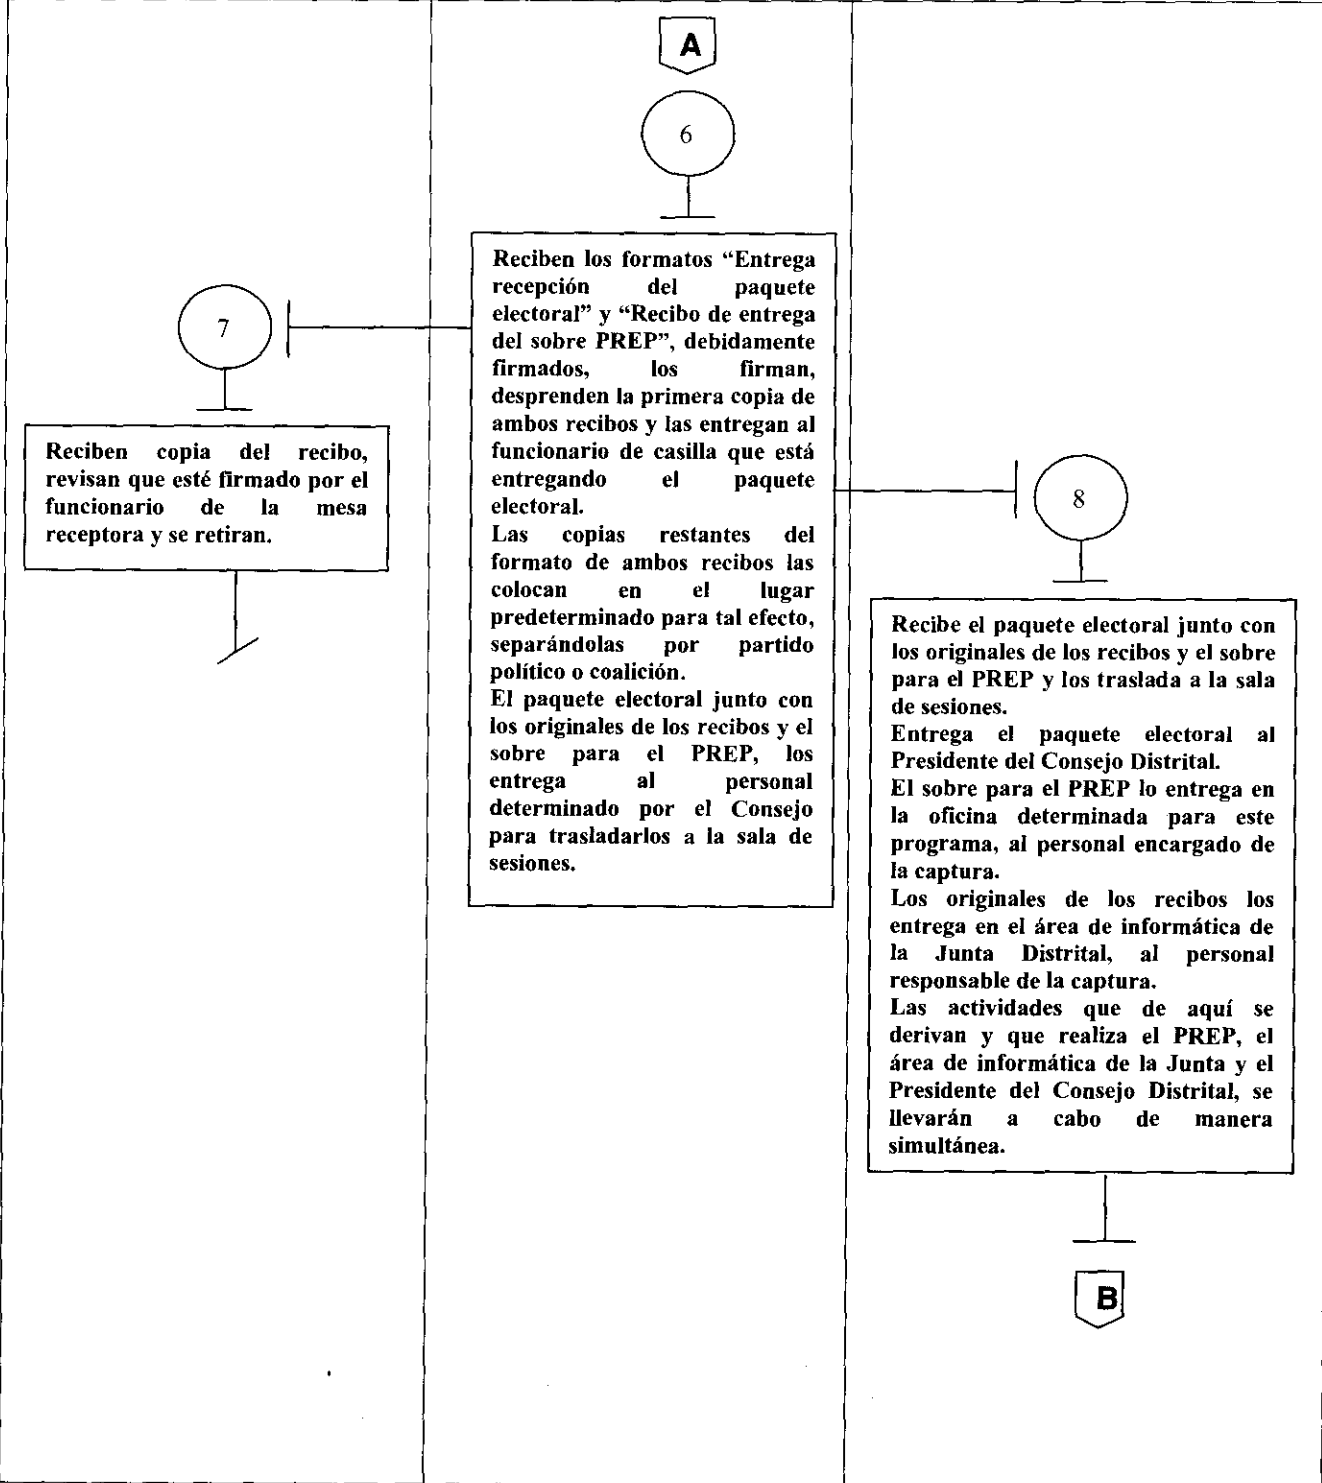 A
6
Reciben los formatos “Entrega
recepción del paquete
electoral” y “Recibo de entrega
del sobre PREP”, debidamente
firmados, los firman,
desprenden la primera copia de
ambos recibos y las entregan al
funcionario de casilla que está
entregando el paquete
electoral.
Las copias restantes del
formato de ambos recibos las
colocan en el lugar
predeterminado para tal efecto,
separándolas por partido
político o coalición.
El paquete electoral junto con
los originales de los recibos y el
sobre para el PREP, los
entrega al personal
determinado por el Consejo
para trasladarlos a la sala de
sesiones.
7
Reciben copia del recibo,
revisan que esté firmado por el
funcionario de la mesa
receptora y se retiran.
8
Recibe el paquete electoral junto con
los originales de los recibos y el sobre
para el PREP y los traslada a la sala
de sesiones.
Entrega el paquete electoral al
Presidente del Consejo Distrital.
El sobre para el PREP lo entrega en
la oficina determinada para este
programa, al personal encargado de
la captura.
Los originales de los recibos los
entrega en el área de informática de
la Junta Distrital, al personal
responsable de la captura.
Las actividades que de aquí se
derivan y que realiza el PREP, el
área de informática de la Junta y el
Presidente del Consejo Distrital, se
llevarán a cabo de manera
simultánea.
B